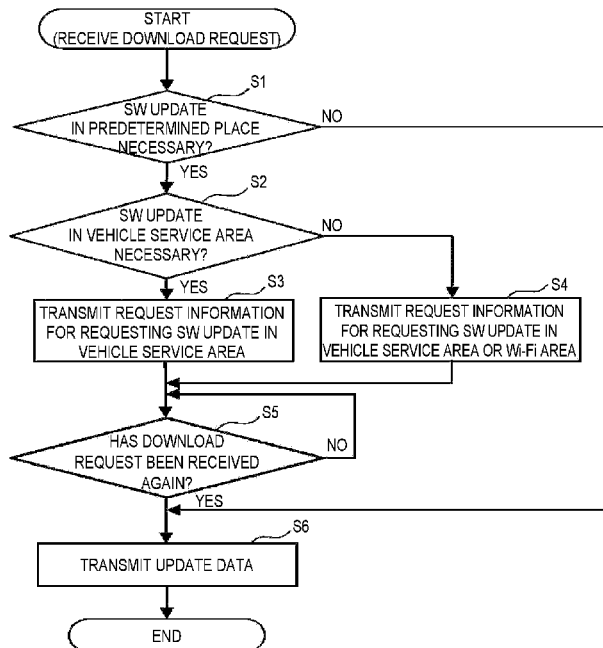 START
(RECEIVE DOWNLOAD REQUEST)
S1
SW UPDATE
IN PREDETERMINED PLACE
NECESSARY?
NO
YES
S2
SW UPDATE
IN VEHICLE SERVICE AREA
NECESSARY?
NO
YES
S3
TRANSMIT REQUEST INFORMATION
FOR REQUESTING SW UPDATE IN
VEHICLE SERVICE AREA
S4
TRANSMIT REQUEST INFORMATION
FOR REQUESTING SW UPDATE IN
VEHICLE SERVICE AREA OR Wi-Fi AREA
S5
HAS DOWNLOAD
REQUEST BEEN RECEIVED
AGAIN?
NO
YES
S6
TRANSMIT UPDATE DATA
END